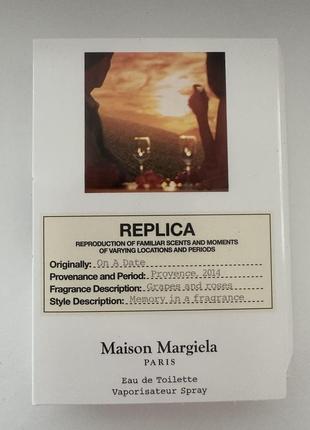 REPLICA
REPRODUCTION OF FAMILIAR SCENTS AND MOMENTS
OF VARYING LOCATIONS AND PERIODS
Originally: On A Date
Provenance and Period: Provence, 2014
Fragrance Description: Grapes and roses
Style Description: Memory in a fragrance
Maison Margiela
PARIS
Eau de Toilette
Vaporisateur Spray